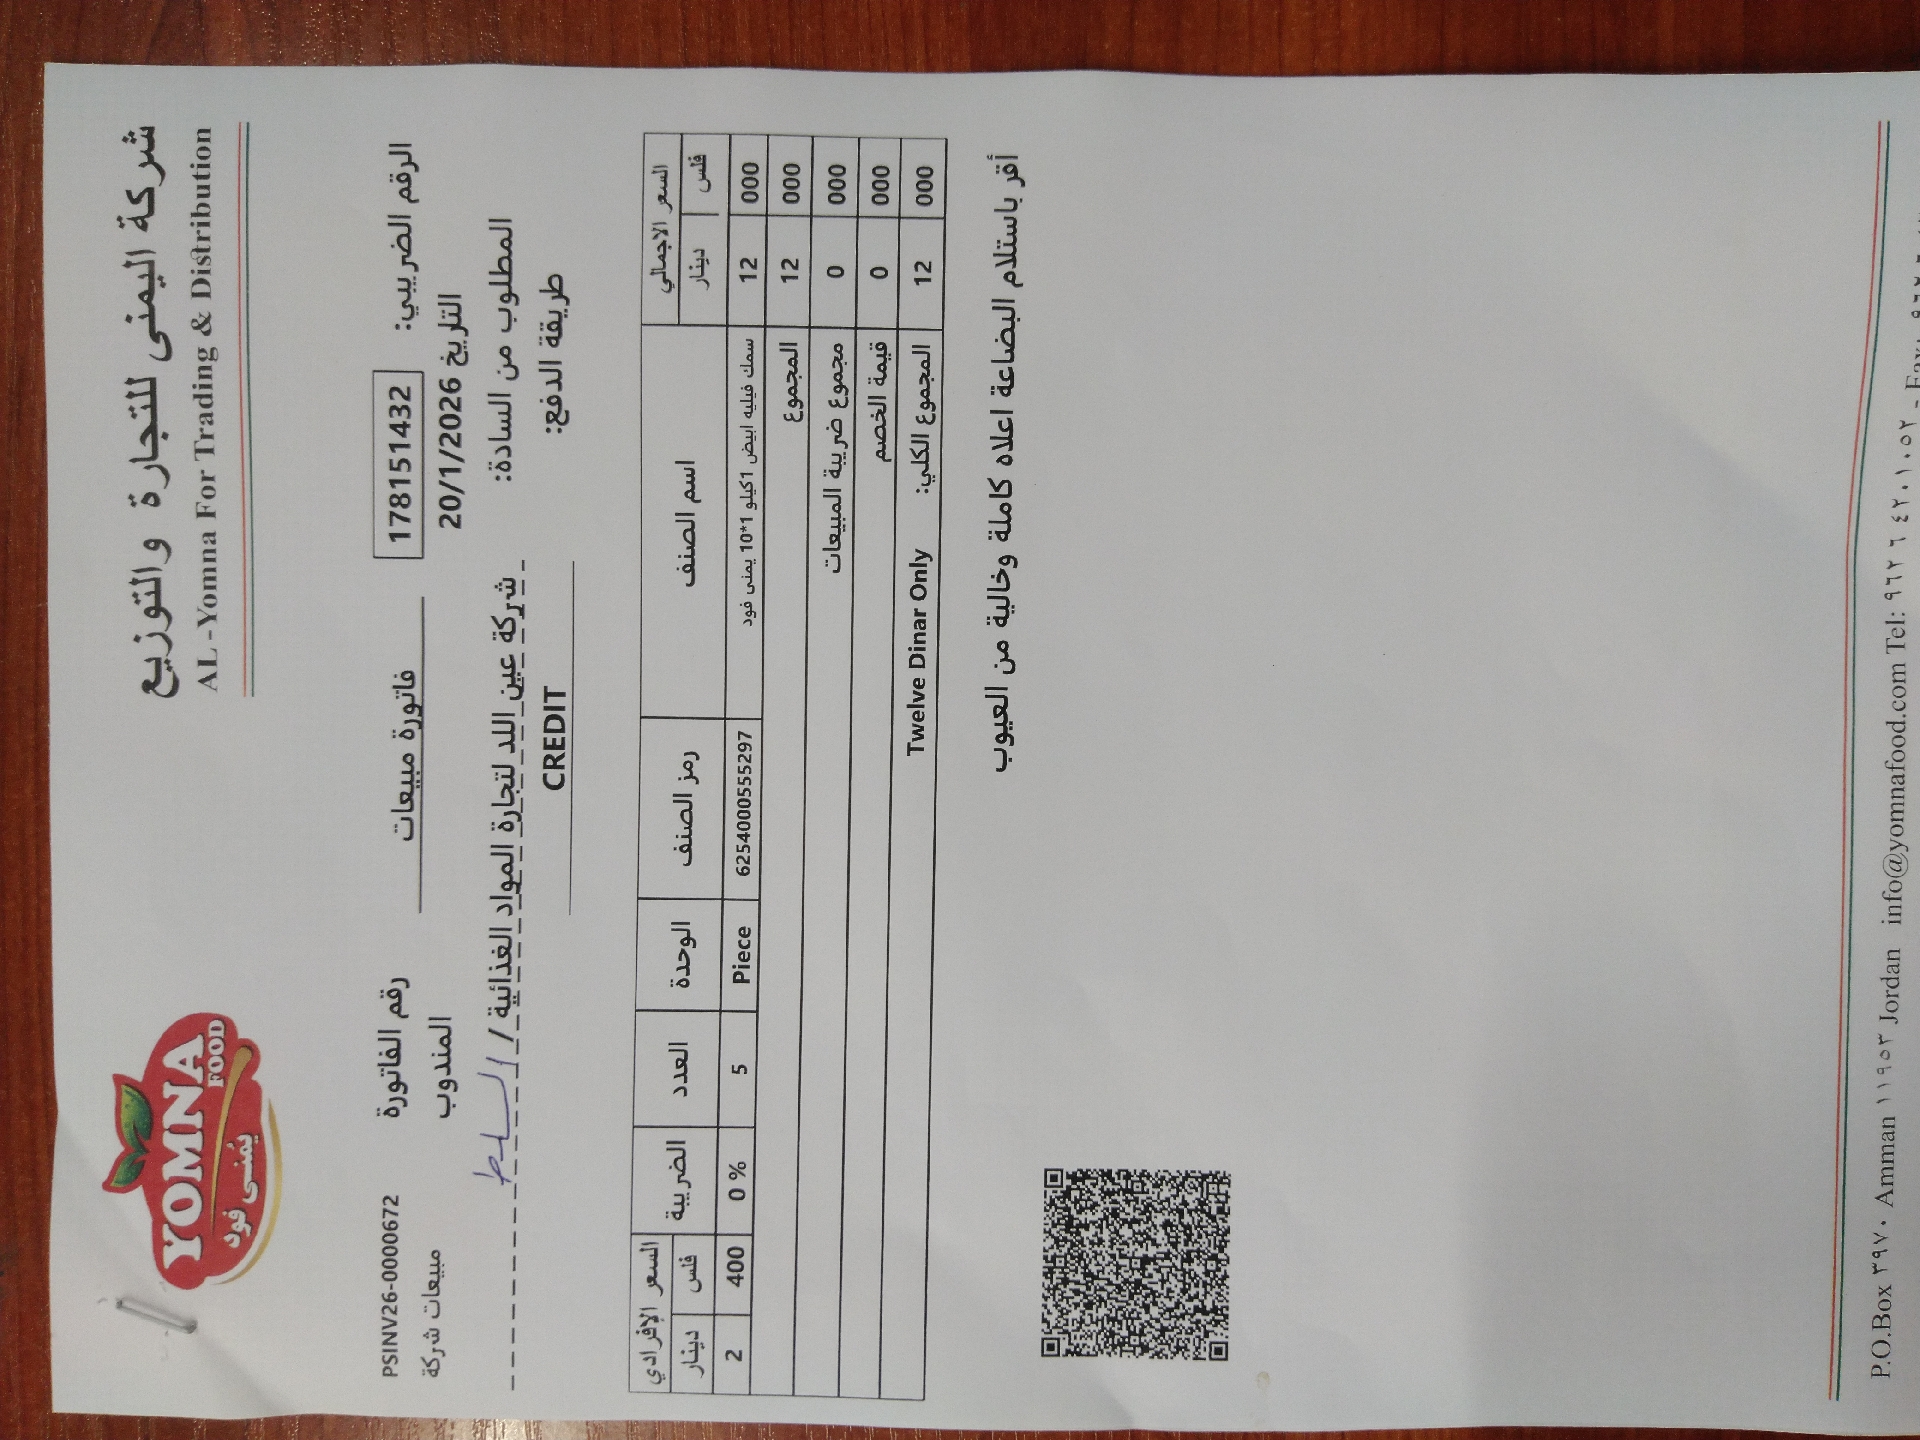 شركة اليمنى للتجارة والتوزيع
AL -Yomna For Trading & Distribution
YOMNA
FOOD
يمنى فود
الرقم الضريبي: 178151432 فاتورة مبيعات رقم الفاتورة PSINV26-0000672
التاريخ 20/1/2026 المندوب مبيعات شركة
المطلوب من السادة: شركة عين اللد لتجارة المواد الغذائية / السلط
طريقة الدفع: CREDIT
السعر الاجمالي اسم الصنف رمز الصنف الوحدة العدد الضريبة السعر الإفرادي
فلس دينار فلس دينار
000 12 سمك فيليه ابيض 1كيلو 1*10 يمنى فود 6254000555297 Piece 5 0 % 400 2
000 12 المجموع
000 0 مجموع ضريبة المبيعات
000 0 قيمة الخصم
000 12 المجموع الكلي: Twelve Dinar Only
أقر باستلام البضاعة اعلاه كاملة وخالية من العيوب
P.O.Box ٣٩٧٠ Amman ١١٩٥٣ Jordan info@yomnafood.com Tel: ٩٦٢ ٦ ٤٢٠١٠٥٢ - Fax: